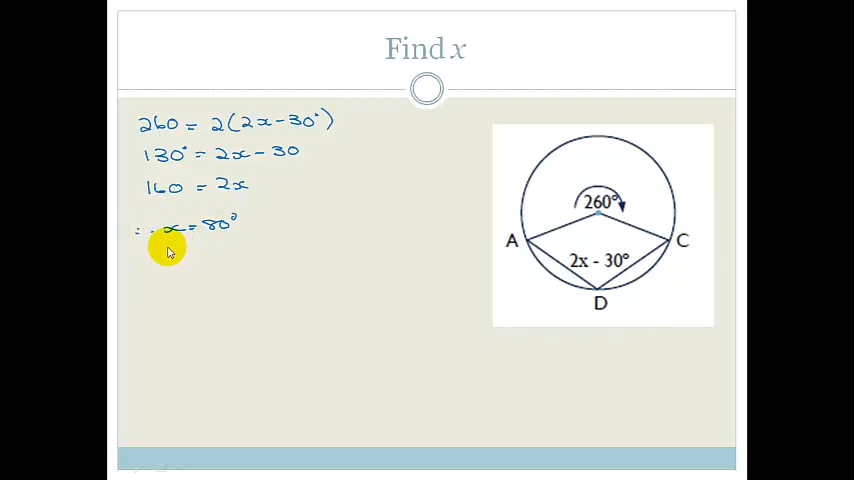 Find x
260 = 2(2x-30°)
130° = 2x - 30
160 = 2x
∴ x = 80°
260°
A
C
2x - 30°
D